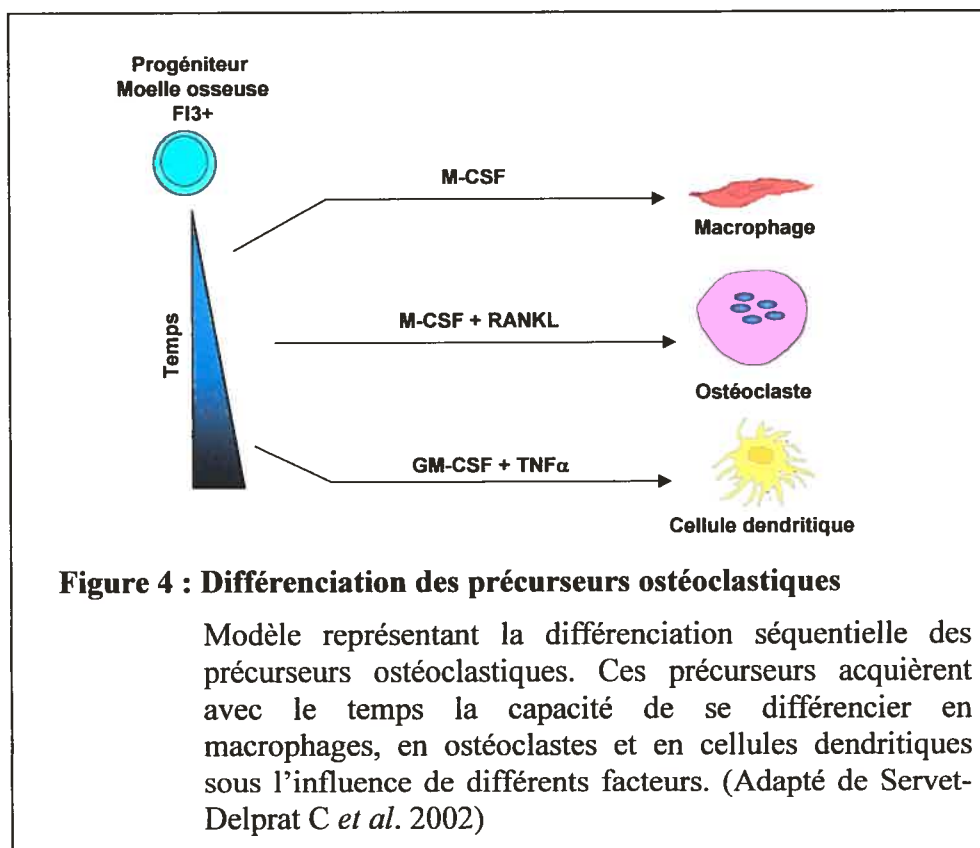 Progéniteur
Moelle osseuse
Fl3+
M-CSF
Macrophage
Temps
M-CSF + RANKL
Ostéoclaste
GM-CSF + TNFα
Cellule dendritique
Figure 4 : Différenciation des précurseurs ostéoclastiques
Modèle représentant la différenciation séquentielle des
précurseurs ostéoclastiques. Ces précurseurs acquièrent
avec le temps la capacité de se différencier en
macrophages, en ostéoclastes et en cellules dendritiques
sous l'influence de différents facteurs. (Adapté de Servet-
Delprat C et al. 2002)